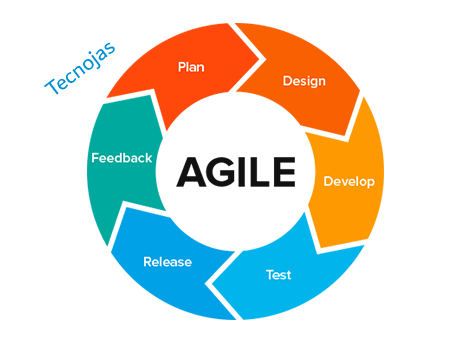 Tecnojas
Plan
Design
Develop
Test
Release
Feedback
AGILE